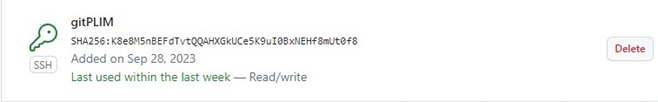 gitPLIM
SHA256:K8e8M5nBEFdTvtQQAHXGkUCe5K9uI0BxNEHf8mUt0f8
Added on Sep 28, 2023
SSH
Last used within the last week — Read/write
Delete